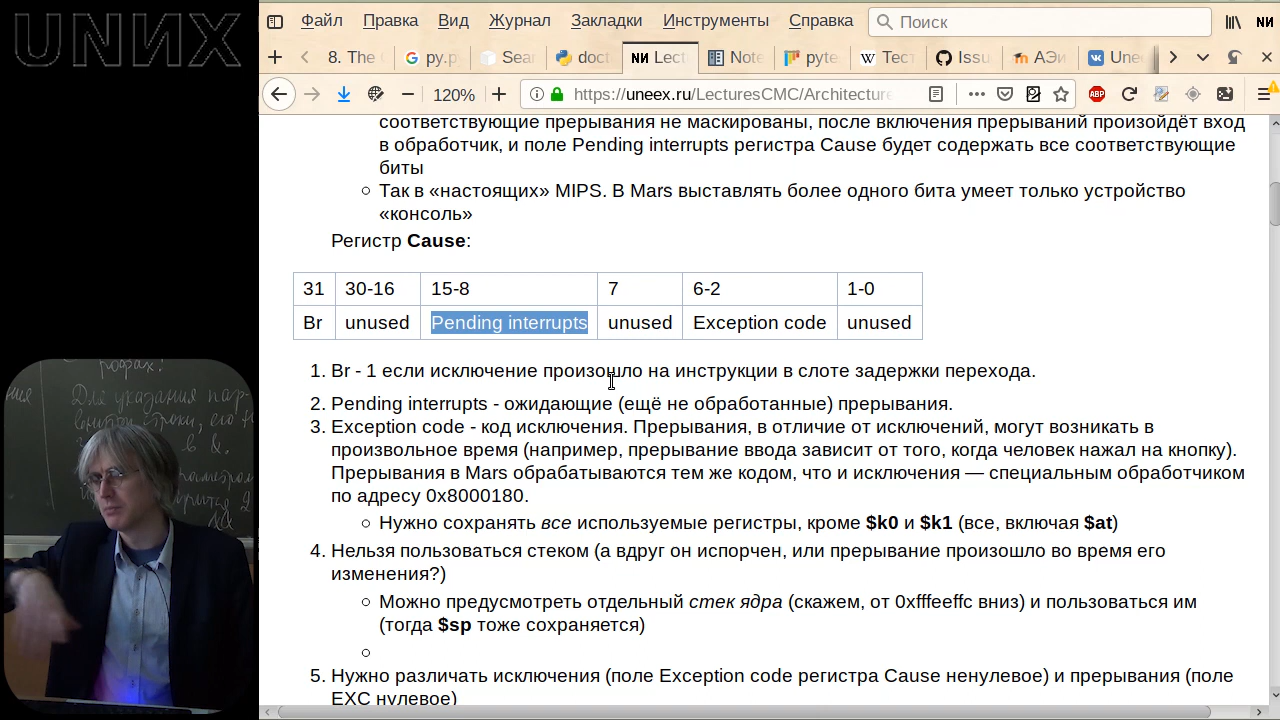 UNIX
Файл Правка Вид Журнал Закладки Инструменты Справка Поиск
8. The py.p Sear doct Lect Note pyte Тест Issu АЭи Unee
120% https://uneex.ru/LecturesCMC/Architecture
соответствующие прерывания не маскированы, после включения прерываний произойдёт вход
в обработчик, и поле Pending interrupts регистра Cause будет содержать все соответствующие
биты
Так в «настоящих» MIPS. В Mars выставлять более одного бита умеет только устройство
«консоль»
Регистр Cause:
31 30-16 15-8 7 6-2 1-0
Br unused Pending interrupts unused Exception code unused
1. Br - 1 если исключение произошло на инструкции в слоте задержки перехода.
2. Pending interrupts - ожидающие (ещё не обработанные) прерывания.
3. Exception code - код исключения. Прерывания, в отличие от исключений, могут возникать в
произвольное время (например, прерывание ввода зависит от того, когда человек нажал на кнопку).
Прерывания в Mars обрабатываются тем же кодом, что и исключения — специальным обработчиком
по адресу 0x8000180.
Нужно сохранять все используемые регистры, кроме $k0 и $k1 (все, включая $at)
4. Нельзя пользоваться стеком (а вдруг он испорчен, или прерывание произошло во время его
изменения?)
Можно предусмотреть отдельный стек ядра (скажем, от 0xfffeeffc вниз) и пользоваться им
(тогда $sp тоже сохраняется)
5. Нужно различать исключения (поле Exception code регистра Cause ненулевое) и прерывания (поле
EXC нулевое)
Для указания пар-